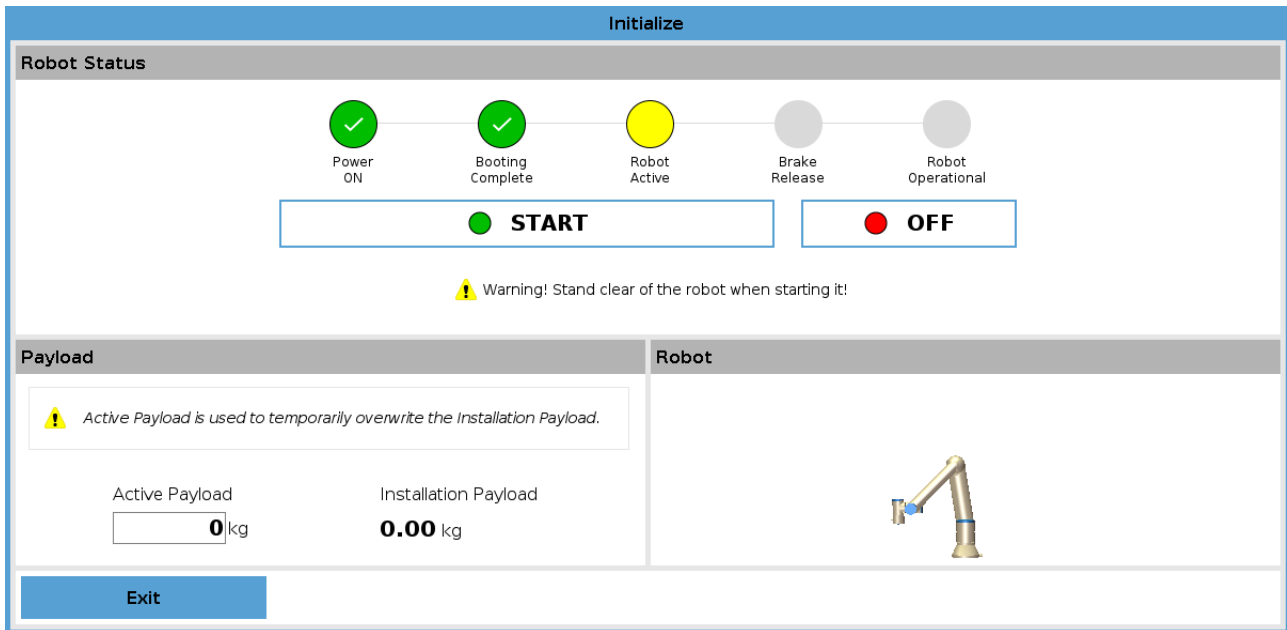 Initialize
Robot Status
Power
ON
Booting
Complete
Robot
Active
Brake
Release
Robot
Operational
START
OFF
Warning! Stand clear of the robot when starting it!
Payload
Active Payload is used to temporarily overwrite the Installation Payload.
Active Payload
0 kg
Installation Payload
0.00 kg
Robot
Exit